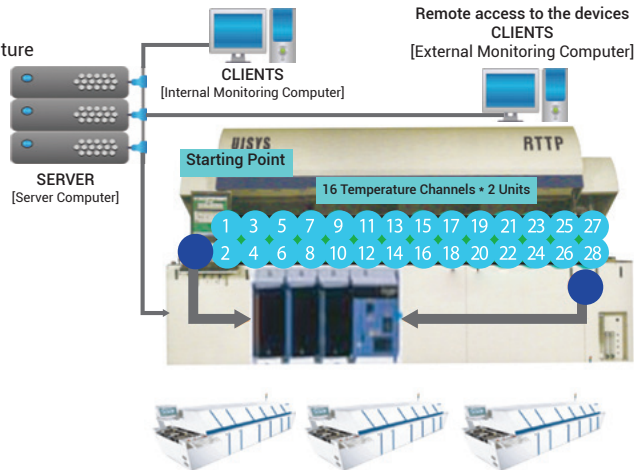 Remote access to the devices
CLIENTS
[External Monitoring Computer]
ture
CLIENTS
[Internal Monitoring Computer]
SERVER
[Server Computer]
UISYS
RTTP
Starting Point
16 Temperature Channels * 2 Units
1 3 5 7 9 11 13 15 17 19 21 23 25 27
2 4 6 8 10 12 14 16 18 20 22 24 26 28